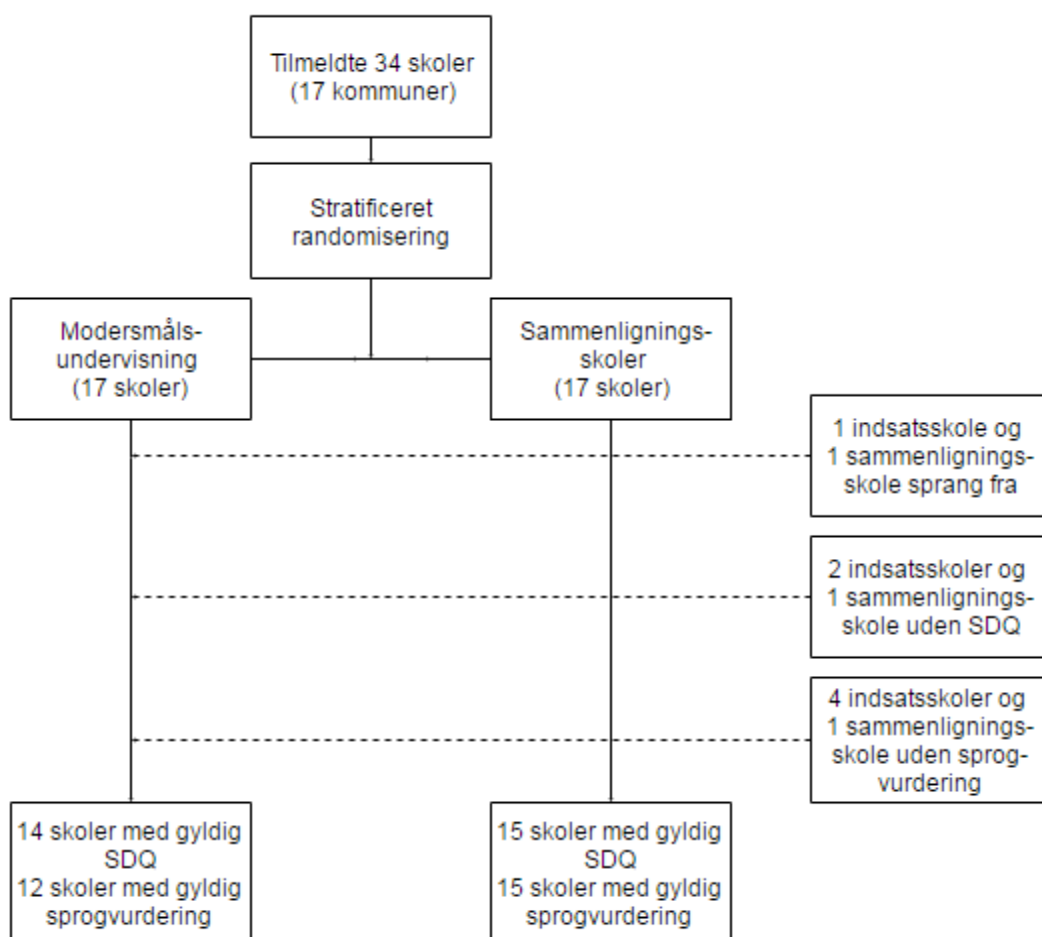 Tilmeldte 34 skoler
(17 kommuner)
Stratificeret
randomisering
Modersmåls-
undervisning
(17 skoler)
Sammenlignings-
skoler
(17 skoler)
1 indsatsskole og
1 sammenlignings-
skole sprang fra
2 indsatsskoler og
1 sammenlignings-
skole uden SDQ
4 indsatsskoler og
1 sammenlignings-
skole uden sprog-
vurdering
14 skoler med gyldig
SDQ
12 skoler med gyldig
sprogvurdering
15 skoler med gyldig
SDQ
15 skoler med gyldig
sprogvurdering